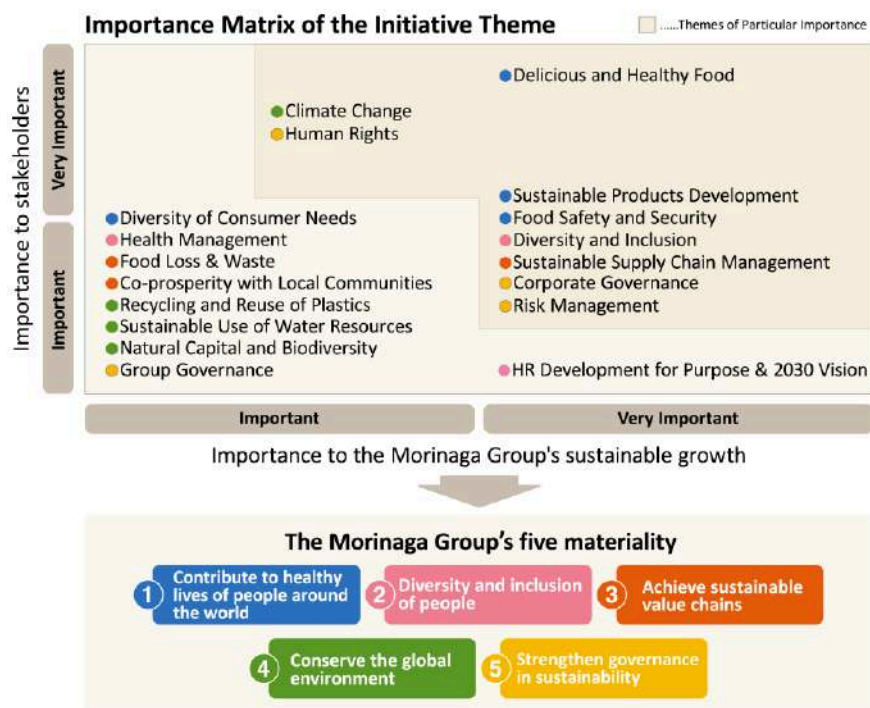 Importance Matrix of the Initiative Theme
......Themes of Particular Importance
Importance to stakeholders
Very Important
Important
Delicious and Healthy Food
Climate Change
Human Rights
Sustainable Products Development
Food Safety and Security
Diversity and Inclusion
Sustainable Supply Chain Management
Corporate Governance
Risk Management
Diversity of Consumer Needs
Health Management
Food Loss & Waste
Co-prosperity with Local Communities
Recycling and Reuse of Plastics
Sustainable Use of Water Resources
Natural Capital and Biodiversity
Group Governance
HR Development for Purpose & 2030 Vision
Important
Very Important
Importance to the Morinaga Group's sustainable growth
The Morinaga Group's five materiality
1 Contribute to healthy
lives of people around
the world
2 Diversity and inclusion
of people
3 Achieve sustainable
value chains
4 Conserve the global
environment
5 Strengthen governance
in sustainability